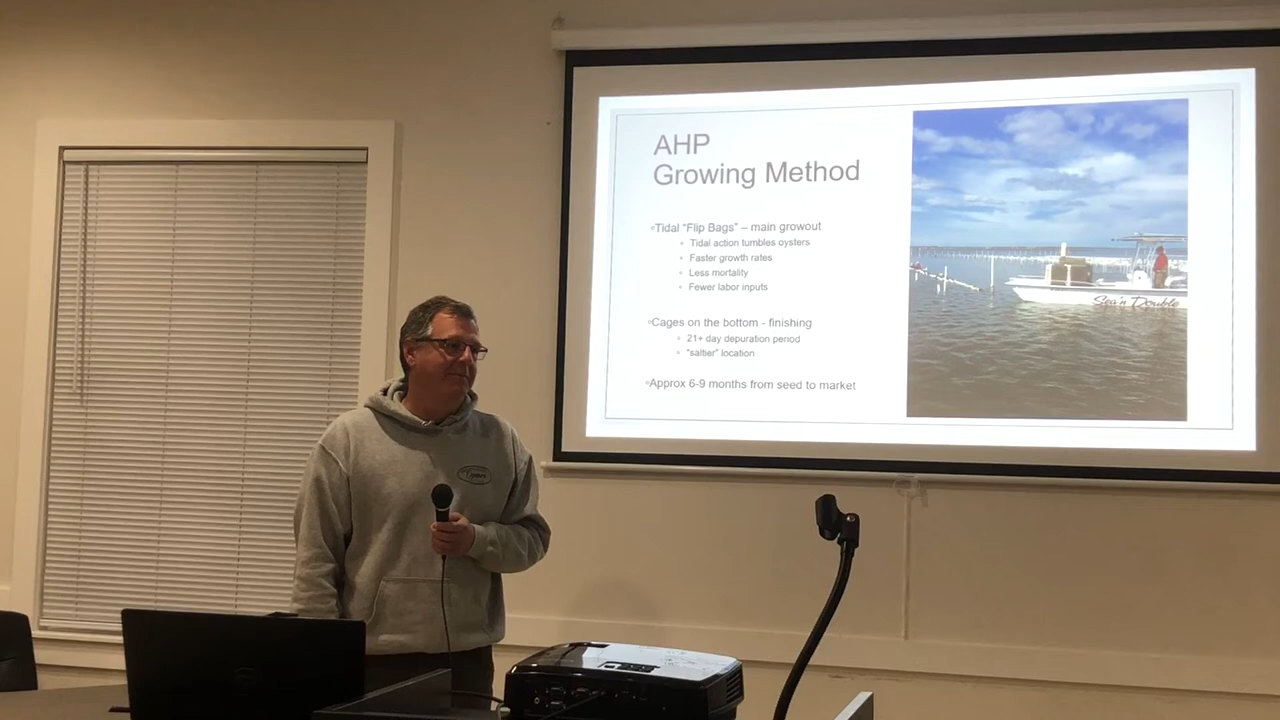 AHP
Growing Method
Tidal “Flip Bags” – main growout
Tidal action tumbles oysters
Faster growth rates
Less mortality
Fewer labor inputs
Cages on the bottom - finishing
21+ day depuration period
"saltier" location
Approx 6-9 months from seed to market
Sea'n Double